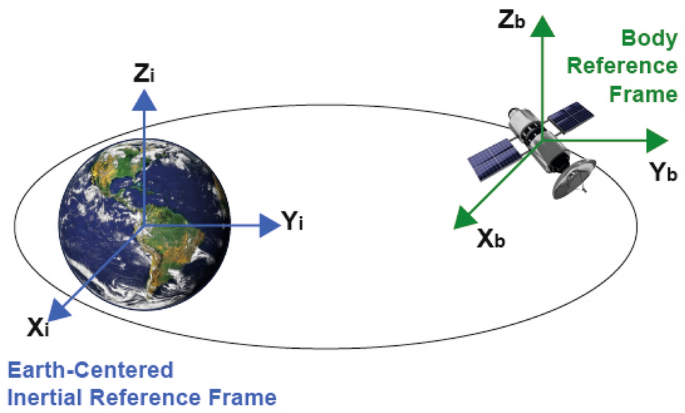 Zb
Body
Reference
Frame
Zi
Yb
Yi
Xb
Xi
Earth-Centered
Inertial Reference Frame